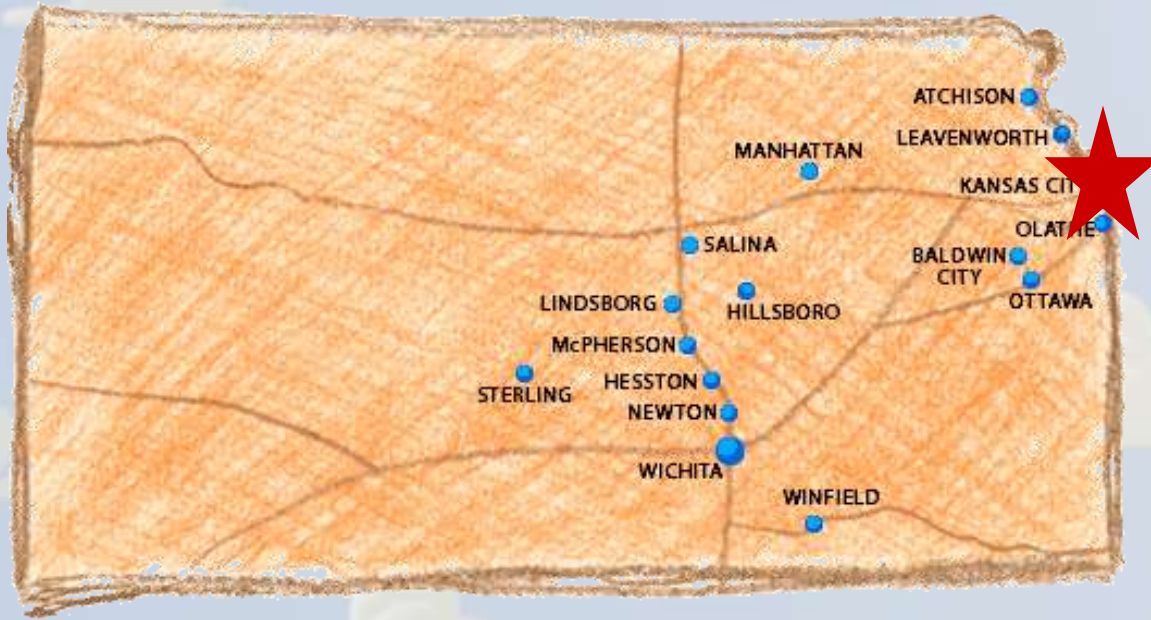 ATCHISON
LEAVENWORTH
MANHATTAN
KANSAS CIT
OLATHE
SALINA
BALDWIN
CITY
OTTAWA
LINDSBORG
HILLSBORO
McPHERSON
STERLING
HESSTON
NEWTON
WICHITA
WINFIELD